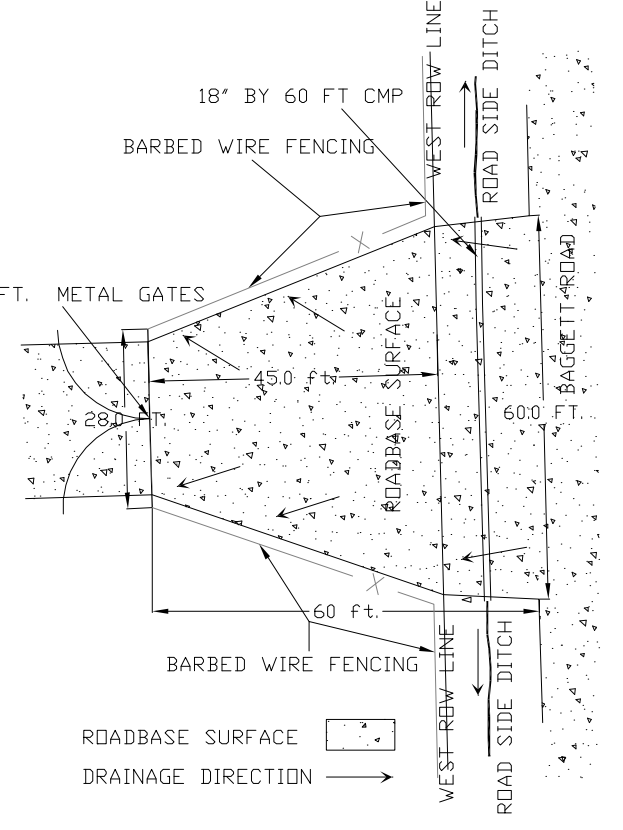 WEST ROW LINE
ROAD SIDE DITCH
18" BY 60 FT CMP
BARBED WIRE FENCING
FT. METAL GATES
BAGGETT ROAD
ROADBASE SURFACE
45.0 ft.
28.0 FT.
60.0 FT.
60 ft.
BARBED WIRE FENCING
WEST ROW LINE
ROAD SIDE DITCH
ROADBASE SURFACE
DRAINAGE DIRECTION